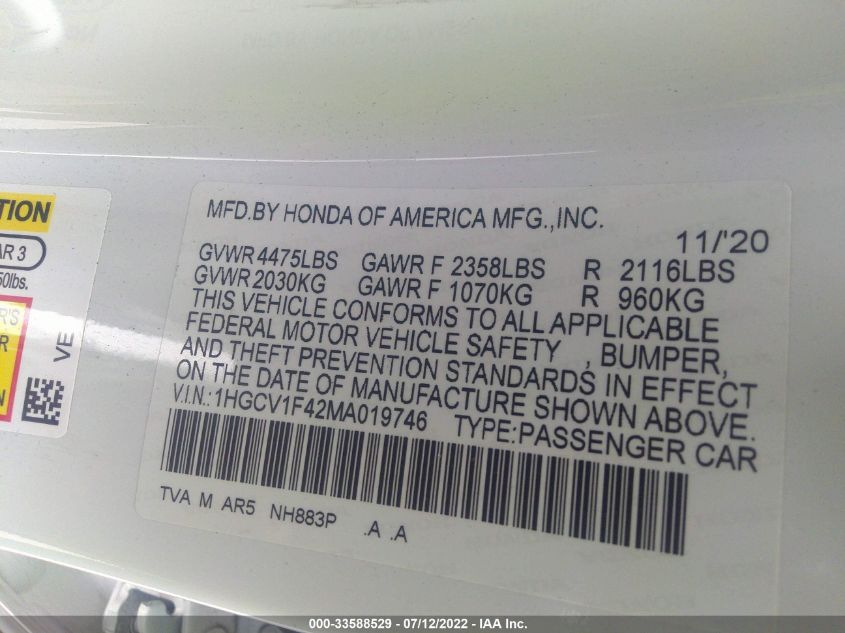 TION
AR 3
50lbs.
R'S
R
N
VE
MFD.BY HONDA OF AMERICA MFG.,INC.
11/'20
GVWR 4475LBS GAWR F 2358LBS R 2116LBS
GVWR 2030KG GAWR F 1070KG R 960KG
THIS VEHICLE CONFORMS TO ALL APPLICABLE
FEDERAL MOTOR VEHICLE SAFETY , BUMPER,
AND THEFT PREVENTION STANDARDS IN EFFECT
ON THE DATE OF MANUFACTURE SHOWN ABOVE.
V.I.N.:1HGCV1F42MA019746 TYPE:PASSENGER CAR
TVA M AR5 NH883P .A .A
000-33588529 - 07/12/2022 - IAA Inc.